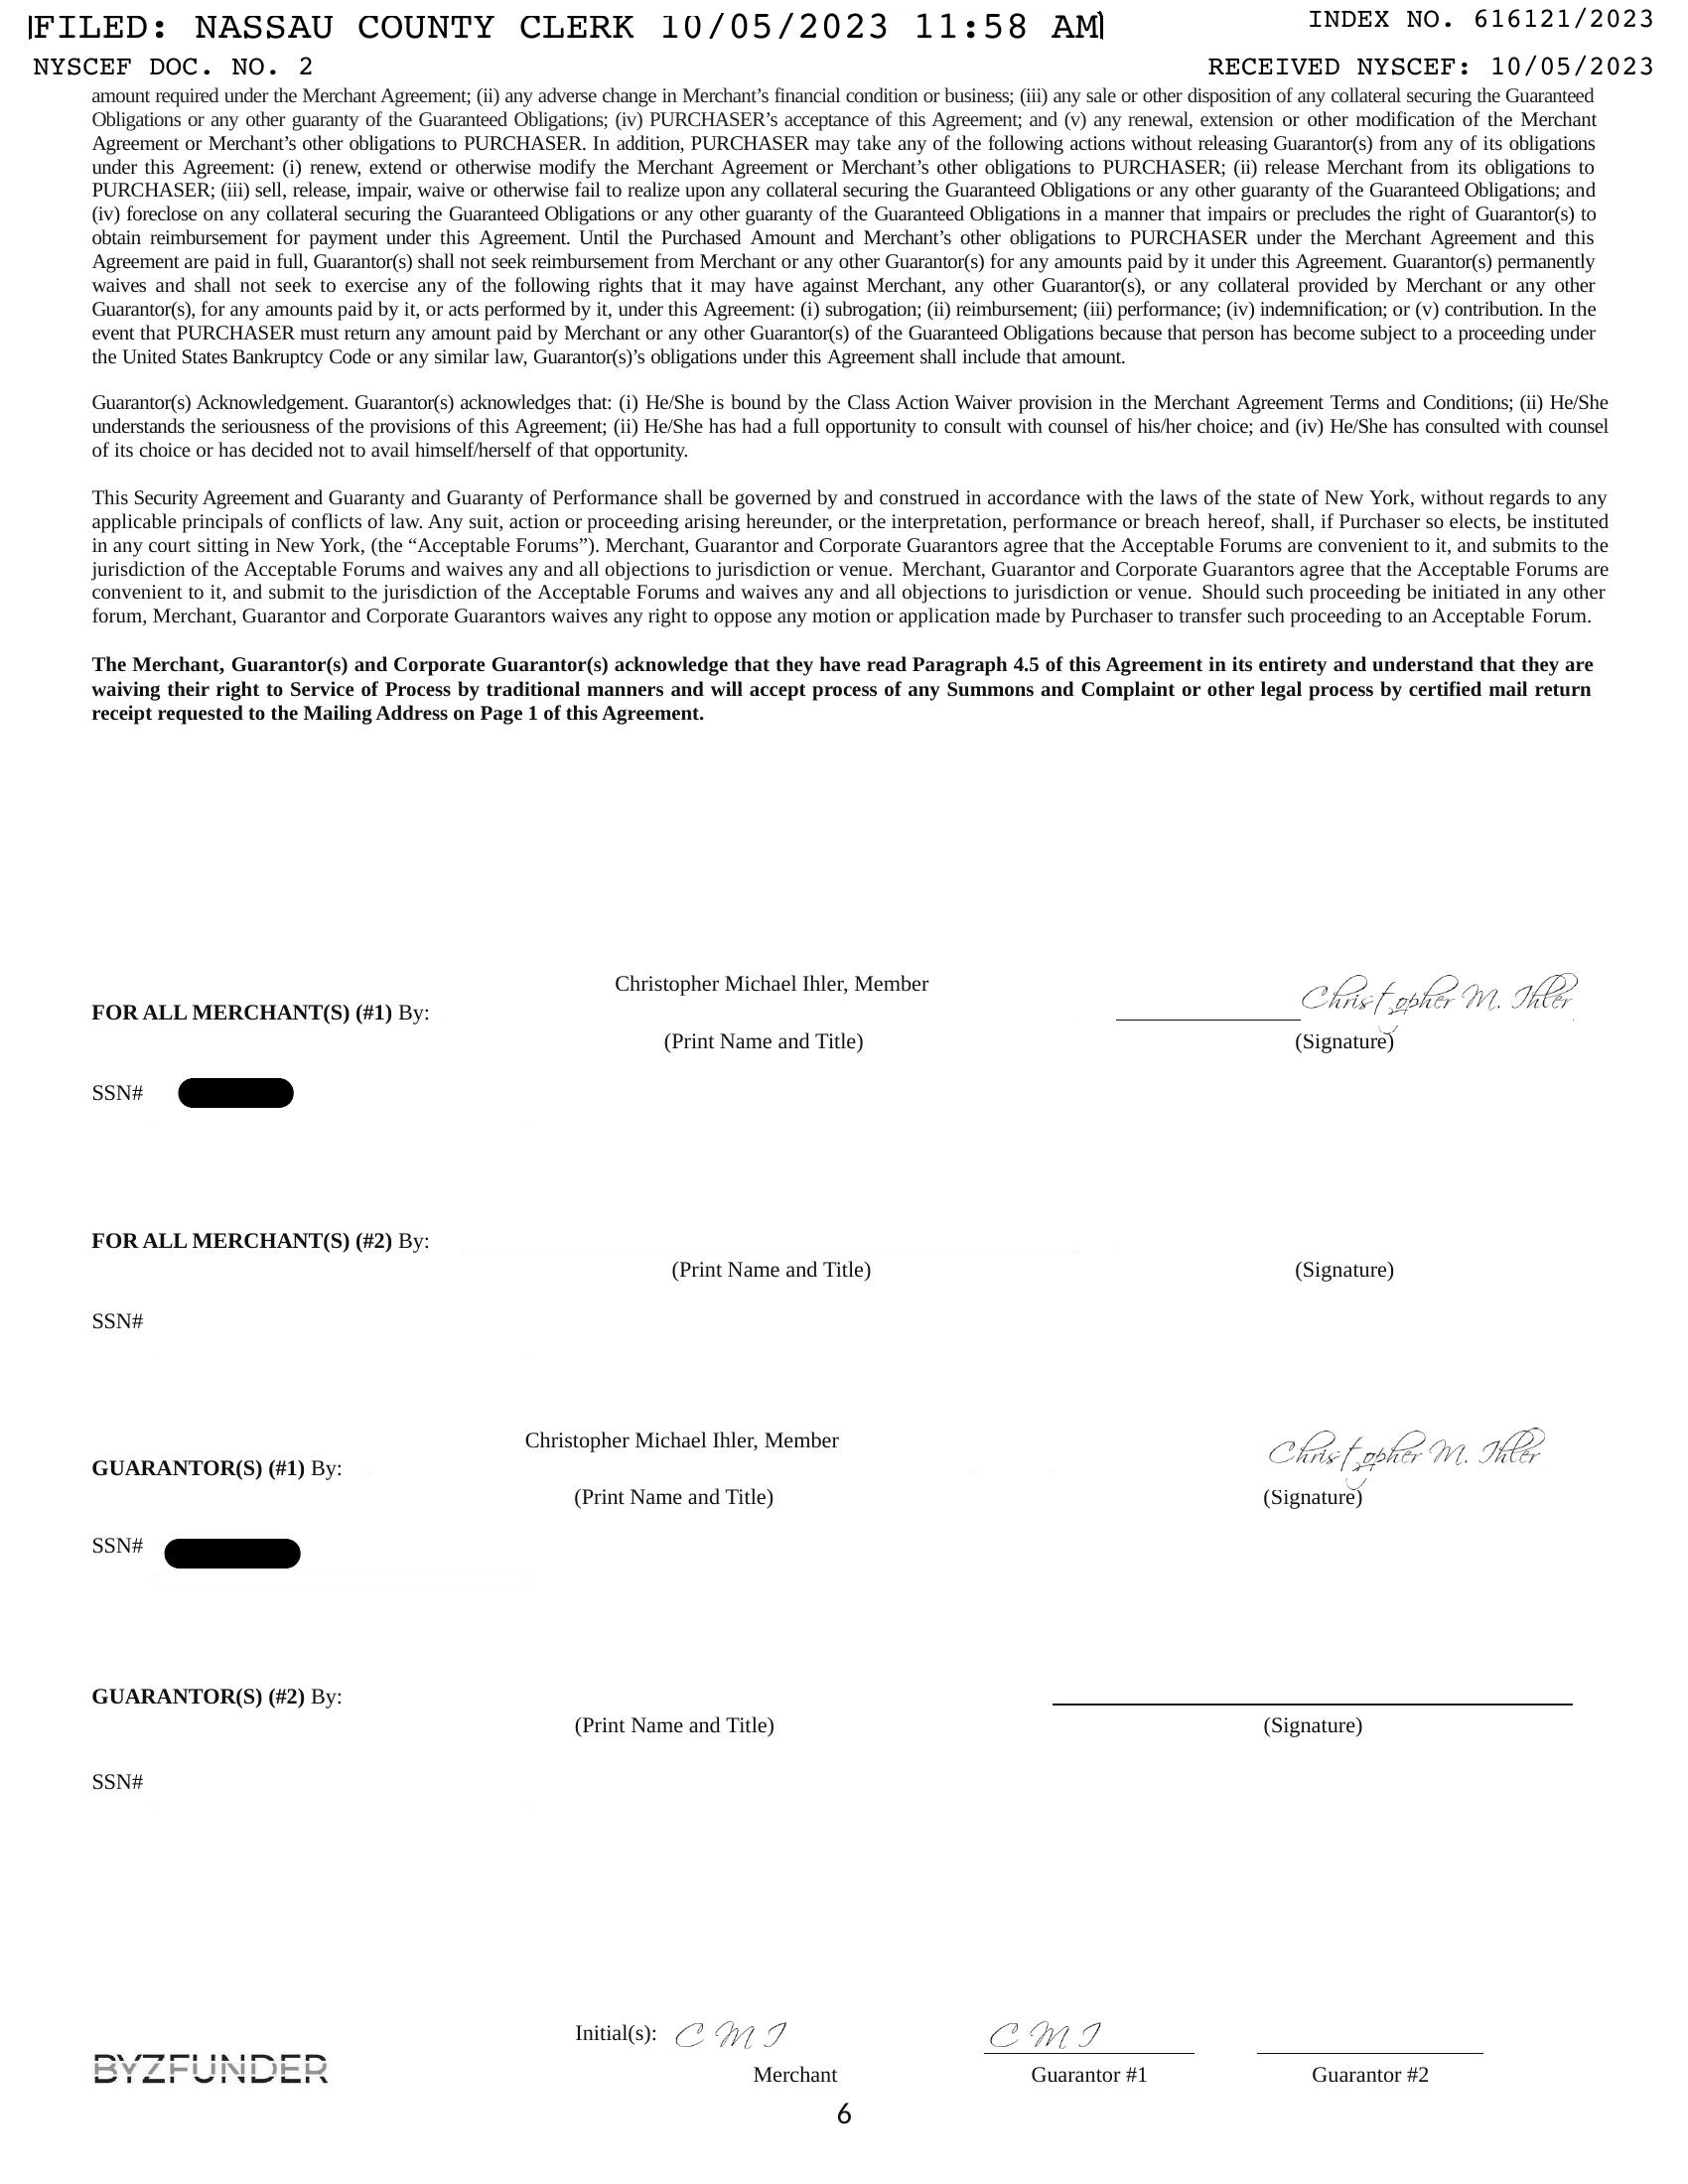 FILED: NASSAU COUNTY CLERK 10/05/2023 11:58 AM
INDEX NO. 616121/2023
NYSCEF DOC. NO. 2
RECEIVED NYSCEF: 10/05/2023
amount required under the Merchant Agreement; (ii) any adverse change in Merchant’s financial condition or business; (iii) any sale or other disposition of any collateral securing the Guaranteed
Obligations or any other guaranty of the Guaranteed Obligations; (iv) PURCHASER’s acceptance of this Agreement; and (v) any renewal, extension or other modification of the Merchant
Agreement or Merchant’s other obligations to PURCHASER. In addition, PURCHASER may take any of the following actions without releasing Guarantor(s) from any of its obligations
under this Agreement: (i) renew, extend or otherwise modify the Merchant Agreement or Merchant’s other obligations to PURCHASER; (ii) release Merchant from its obligations to
PURCHASER; (iii) sell, release, impair, waive or otherwise fail to realize upon any collateral securing the Guaranteed Obligations or any other guaranty of the Guaranteed Obligations; and
(iv) foreclose on any collateral securing the Guaranteed Obligations or any other guaranty of the Guaranteed Obligations in a manner that impairs or precludes the right of Guarantor(s) to
obtain reimbursement for payment under this Agreement. Until the Purchased Amount and Merchant’s other obligations to PURCHASER under the Merchant Agreement and this
Agreement are paid in full, Guarantor(s) shall not seek reimbursement from Merchant or any other Guarantor(s) for any amounts paid by it under this Agreement. Guarantor(s) permanently
waives and shall not seek to exercise any of the following rights that it may have against Merchant, any other Guarantor(s), or any collateral provided by Merchant or any other
Guarantor(s), for any amounts paid by it, or acts performed by it, under this Agreement: (i) subrogation; (ii) reimbursement; (iii) performance; (iv) indemnification; or (v) contribution. In the
event that PURCHASER must return any amount paid by Merchant or any other Guarantor(s) of the Guaranteed Obligations because that person has become subject to a proceeding under
the United States Bankruptcy Code or any similar law, Guarantor(s)’s obligations under this Agreement shall include that amount.
Guarantor(s) Acknowledgement. Guarantor(s) acknowledges that: (i) He/She is bound by the Class Action Waiver provision in the Merchant Agreement Terms and Conditions; (ii) He/She
understands the seriousness of the provisions of this Agreement; (ii) He/She has had a full opportunity to consult with counsel of his/her choice; and (iv) He/She has consulted with counsel
of its choice or has decided not to avail himself/herself of that opportunity.
This Security Agreement and Guaranty and Guaranty of Performance shall be governed by and construed in accordance with the laws of the state of New York, without regards to any
applicable principals of conflicts of law. Any suit, action or proceeding arising hereunder, or the interpretation, performance or breach hereof, shall, if Purchaser so elects, be instituted
in any court sitting in New York, (the “Acceptable Forums”). Merchant, Guarantor and Corporate Guarantors agree that the Acceptable Forums are convenient to it, and submits to the
jurisdiction of the Acceptable Forums and waives any and all objections to jurisdiction or venue. Merchant, Guarantor and Corporate Guarantors agree that the Acceptable Forums are
convenient to it, and submit to the jurisdiction of the Acceptable Forums and waives any and all objections to jurisdiction or venue. Should such proceeding be initiated in any other
forum, Merchant, Guarantor and Corporate Guarantors waives any right to oppose any motion or application made by Purchaser to transfer such proceeding to an Acceptable Forum.
The Merchant, Guarantor(s) and Corporate Guarantor(s) acknowledge that they have read Paragraph 4.5 of this Agreement in its entirety and understand that they are
waiving their right to Service of Process by traditional manners and will accept process of any Summons and Complaint or other legal process by certified mail return
receipt requested to the Mailing Address on Page 1 of this Agreement.
Christopher Michael Ihler, Member
Christopher M. Ihler
FOR ALL MERCHANT(S) (#1) By:
(Print Name and Title) (Signature)
SSN#
FOR ALL MERCHANT(S) (#2) By:
(Print Name and Title) (Signature)
SSN#
Christopher Michael Ihler, Member
Christopher M. Ihler
GUARANTOR(S) (#1) By:
(Print Name and Title) (Signature)
SSN#
GUARANTOR(S) (#2) By:
(Print Name and Title) (Signature)
SSN#
Initial(s): C M I C M I
BYZFUNDER
Merchant Guarantor #1 Guarantor #2
6